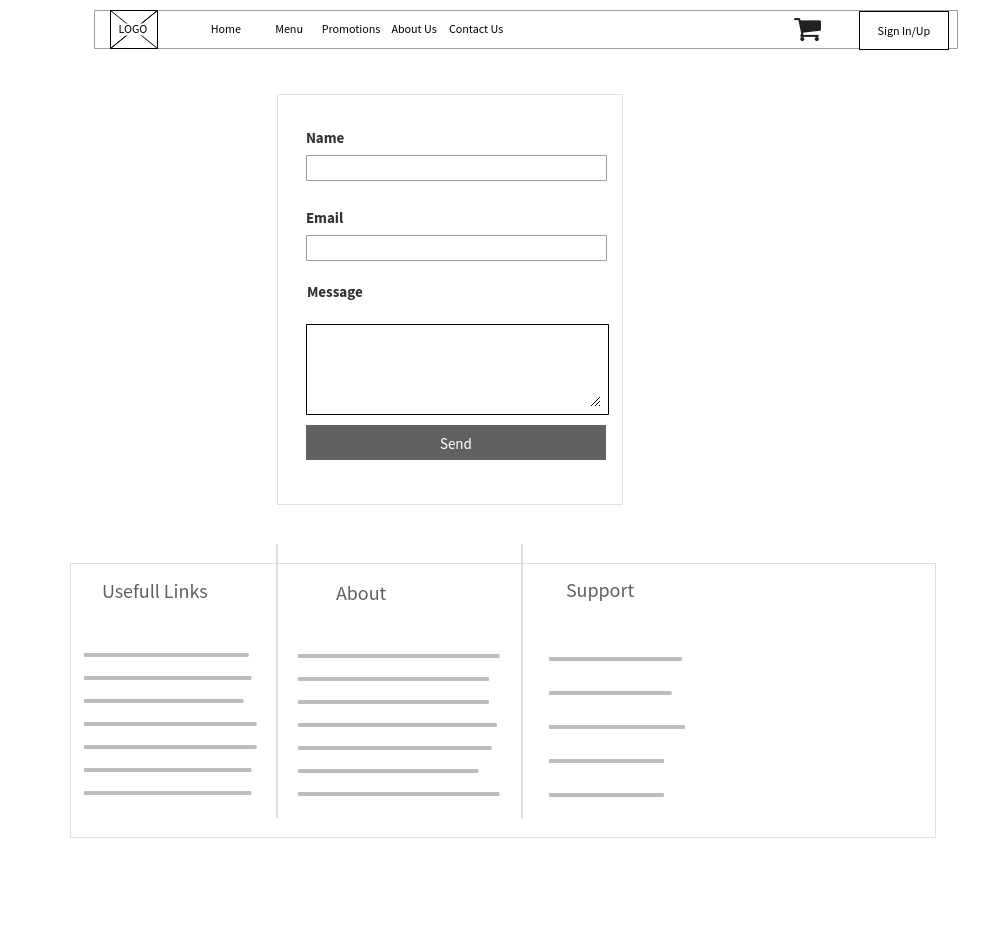 LOGO Home Menu Promotions About Us Contact Us Sign In/Up
Name
Email
Message
Send
Usefull Links About Support